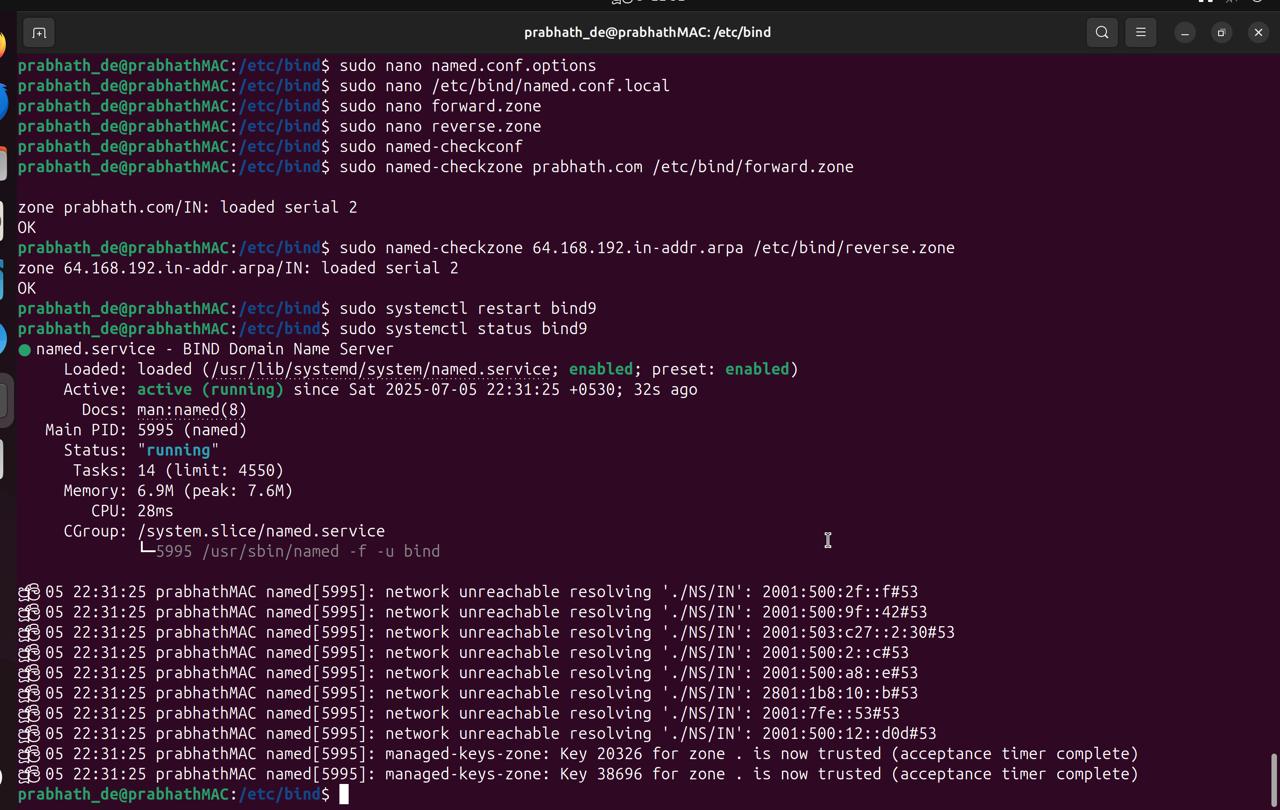 prabhath_de@prabhathMAC: /etc/bind
prabhath_de@prabhathMAC:/etc/bind$ sudo nano named.conf.options
prabhath_de@prabhathMAC:/etc/bind$ sudo nano /etc/bind/named.conf.local
prabhath_de@prabhathMAC:/etc/bind$ sudo nano forward.zone
prabhath_de@prabhathMAC:/etc/bind$ sudo nano reverse.zone
prabhath_de@prabhathMAC:/etc/bind$ sudo named-checkconf
prabhath_de@prabhathMAC:/etc/bind$ sudo named-checkzone prabhath.com /etc/bind/forward.zone
zone prabhath.com/IN: loaded serial 2
OK
prabhath_de@prabhathMAC:/etc/bind$ sudo named-checkzone 64.168.192.in-addr.arpa /etc/bind/reverse.zone
zone 64.168.192.in-addr.arpa/IN: loaded serial 2
OK
prabhath_de@prabhathMAC:/etc/bind$ sudo systemctl restart bind9
prabhath_de@prabhathMAC:/etc/bind$ sudo systemctl status bind9
● named.service - BIND Domain Name Server
Loaded: loaded (/usr/lib/systemd/system/named.service; enabled; preset: enabled)
Active: active (running) since Sat 2025-07-05 22:31:25 +0530; 32s ago
Docs: man:named(8)
Main PID: 5995 (named)
Status: "running"
Tasks: 14 (limit: 4550)
Memory: 6.9M (peak: 7.6M)
CPU: 28ms
CGroup: /system.slice/named.service
└─5995 /usr/sbin/named -f -u bind
05 22:31:25 prabhathMAC named[5995]: network unreachable resolving './NS/IN': 2001:500:2f::f#53
05 22:31:25 prabhathMAC named[5995]: network unreachable resolving './NS/IN': 2001:500:9f::42#53
05 22:31:25 prabhathMAC named[5995]: network unreachable resolving './NS/IN': 2001:503:c27::2:30#53
05 22:31:25 prabhathMAC named[5995]: network unreachable resolving './NS/IN': 2001:500:2::c#53
05 22:31:25 prabhathMAC named[5995]: network unreachable resolving './NS/IN': 2001:500:a8::e#53
05 22:31:25 prabhathMAC named[5995]: network unreachable resolving './NS/IN': 2801:1b8:10::b#53
05 22:31:25 prabhathMAC named[5995]: network unreachable resolving './NS/IN': 2001:7fe::53#53
05 22:31:25 prabhathMAC named[5995]: network unreachable resolving './NS/IN': 2001:500:12::d0d#53
05 22:31:25 prabhathMAC named[5995]: managed-keys-zone: Key 20326 for zone . is now trusted (acceptance timer complete)
05 22:31:25 prabhathMAC named[5995]: managed-keys-zone: Key 38696 for zone . is now trusted (acceptance timer complete)
prabhath_de@prabhathMAC:/etc/bind$